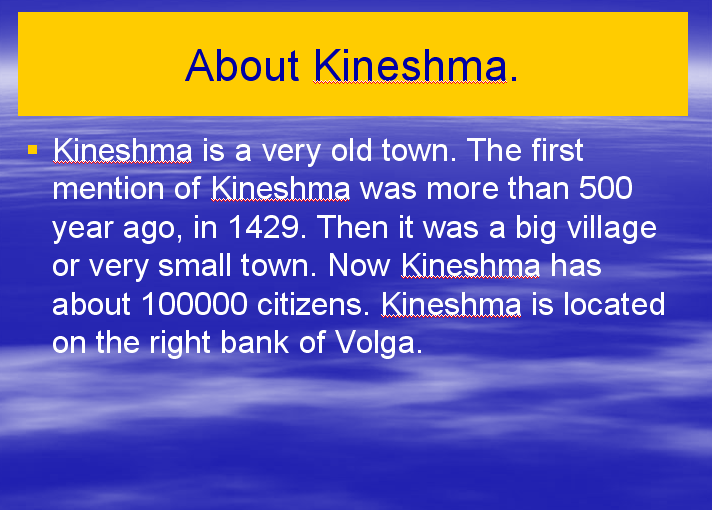 About Kineshma.
Kineshma is a very old town. The first
mention of Kineshma was more than 500
year ago, in 1429. Then it was a big village
or very small town. Now Kineshma has
about 100000 citizens. Kineshma is located
on the right bank of Volga.